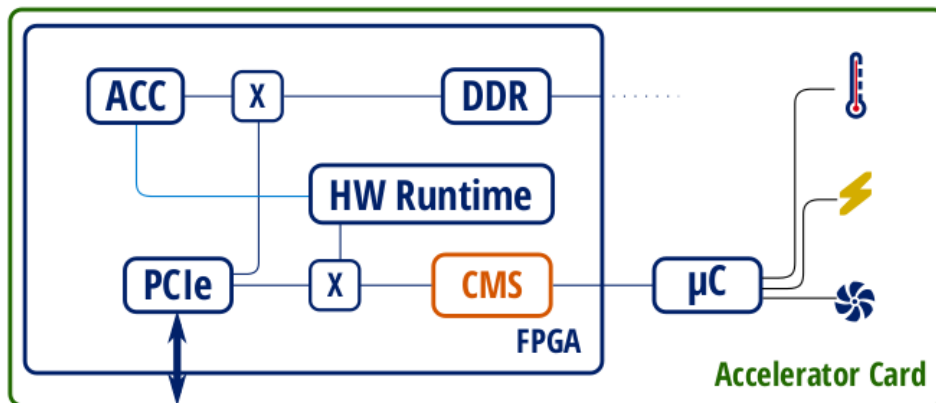 ACC
X
DDR
HW Runtime
PCIe
X
CMS
µC
FPGA
Accelerator Card